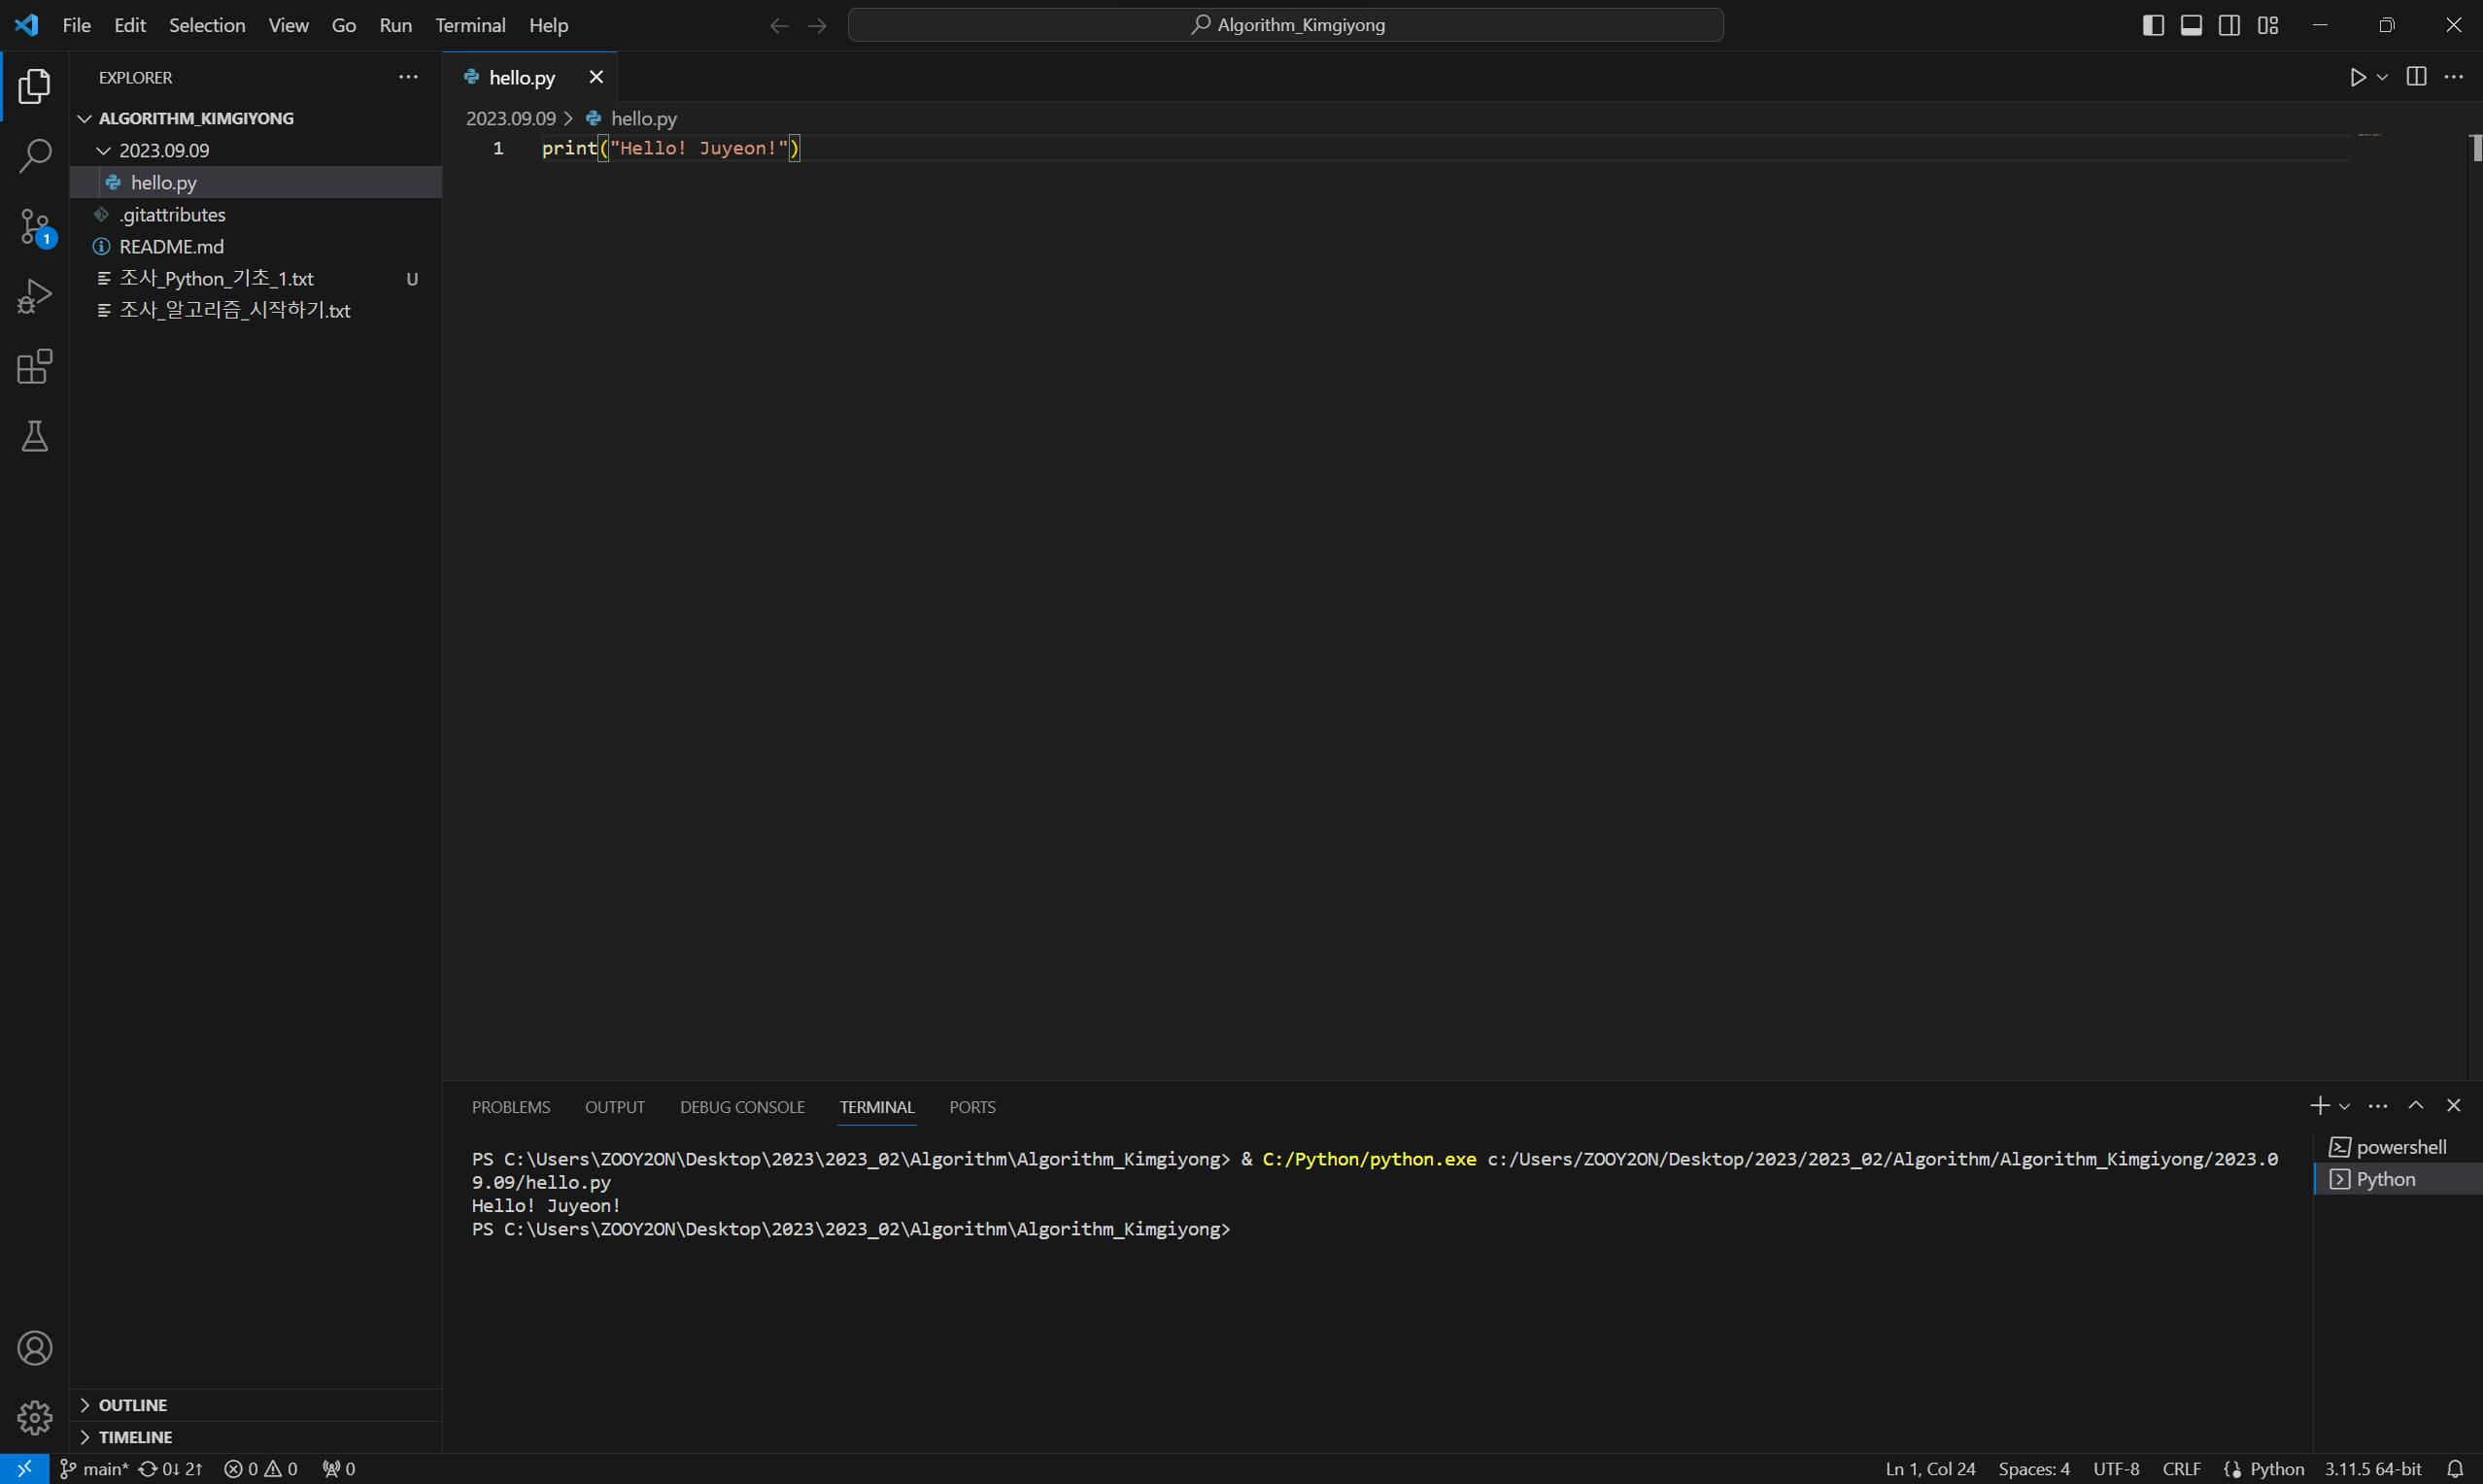 File Edit Selection View Go Run Terminal Help
Algorithm_Kimgiyong
EXPLORER
ALGORITHM_KIMGIYONG
2023.09.09
hello.py
.gitattributes
README.md
조사_Python_기초_1.txt U
조사_알고리즘_시작하기.txt
1
OUTLINE
TIMELINE
hello.py
2023.09.09 > hello.py
1 print("Hello! Juyeon!")
PROBLEMS OUTPUT DEBUG CONSOLE TERMINAL PORTS
PS C:\Users\ZOOY2ON\Desktop\2023\2023_02\Algorithm\Algorithm_Kimgiyong> & C:/Python/python.exe c:/Users/ZOOY2ON/Desktop/2023/2023_02/Algorithm/Algorithm_Kimgiyong/2023.0
9.09/hello.py
Hello! Juyeon!
PS C:\Users\ZOOY2ON\Desktop\2023\2023_02\Algorithm\Algorithm_Kimgiyong>
powershell
Python
main* 0↓ 2↑ 0 0 0 Ln 1, Col 24 Spaces: 4 UTF-8 CRLF Python 3.11.5 64-bit